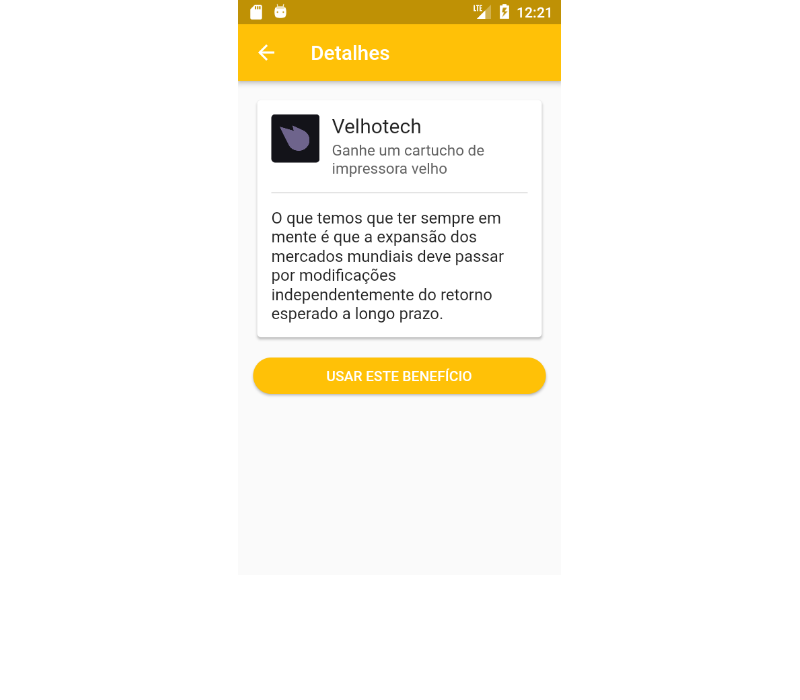 LTE 12:21
Detalhes
Velhotech
Ganhe um cartucho de
impressora velho
O que temos que ter sempre em
mente é que a expansão dos
mercados mundiais deve passar
por modificações
independentemente do retorno
esperado a longo prazo.
USAR ESTE BENEFÍCIO